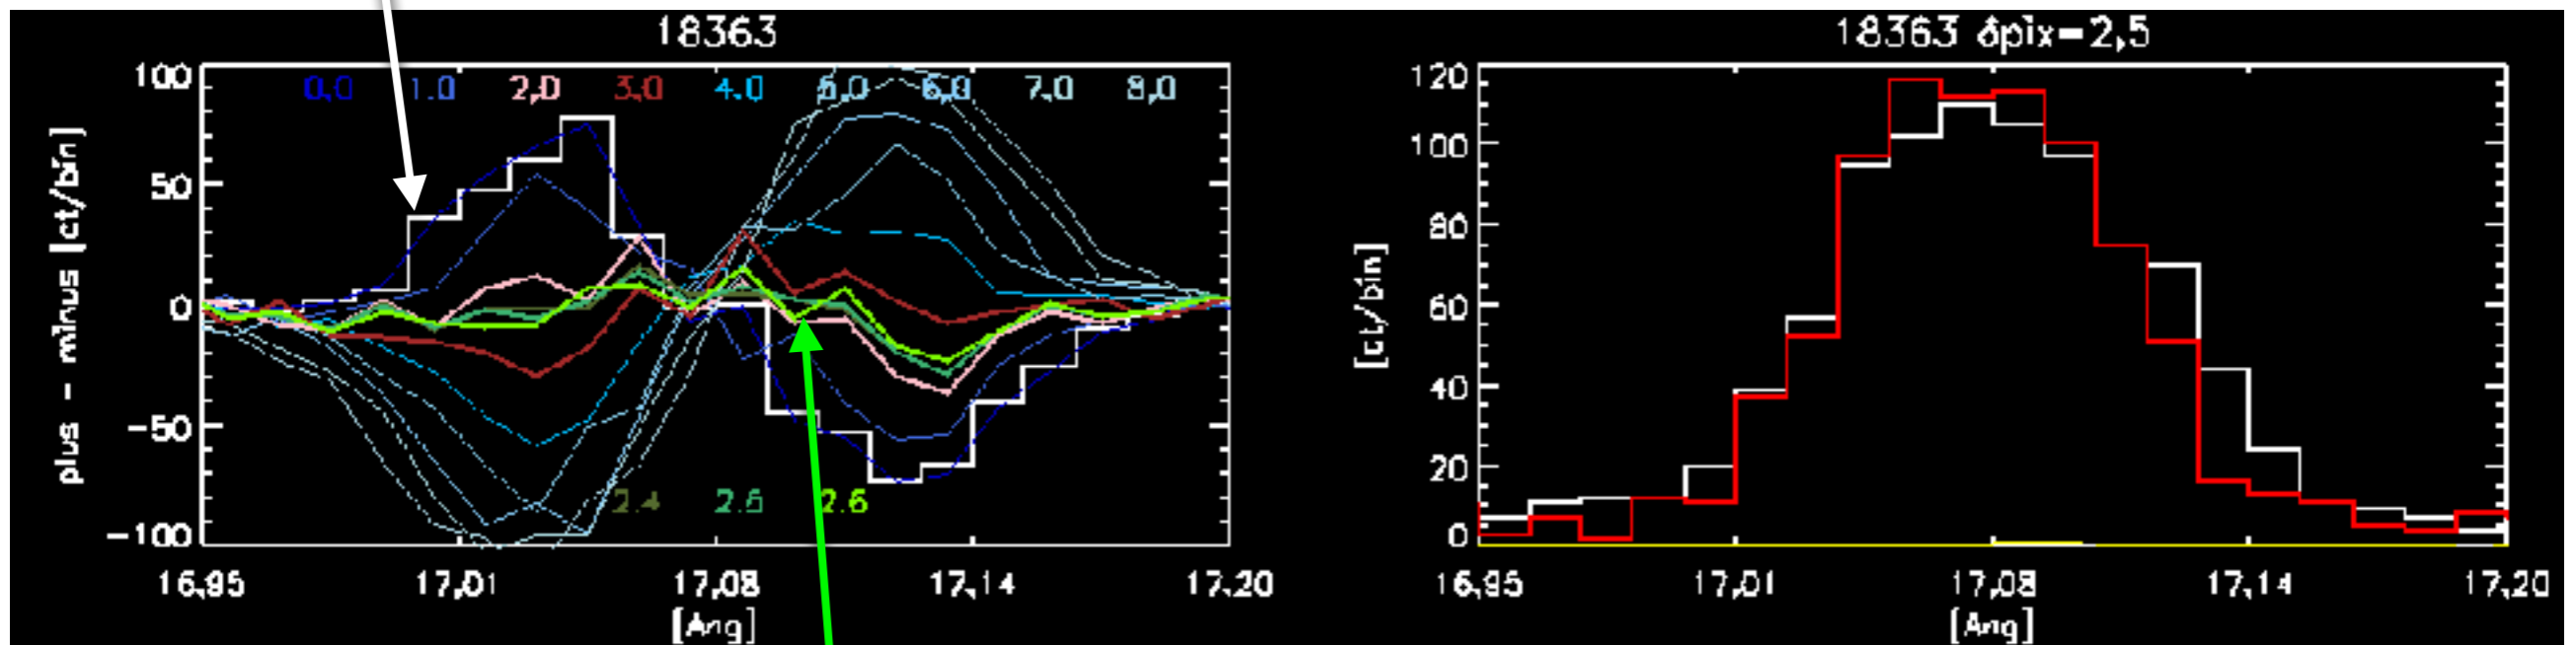 18363
100
50
0
-50
-100
plus - minus [ct/bin]
0.0 1.0 2.0 3.0 4.0 5.0 6.0 7.0 8.0
2.4 2.5 2.6
16.95 17.01 17.08 17.14 17.20
[Ang]
18363 δpix=2.5
120
100
80
60
40
20
0
[ct/bin]
16.95 17.01 17.08 17.14 17.20
[Ang]